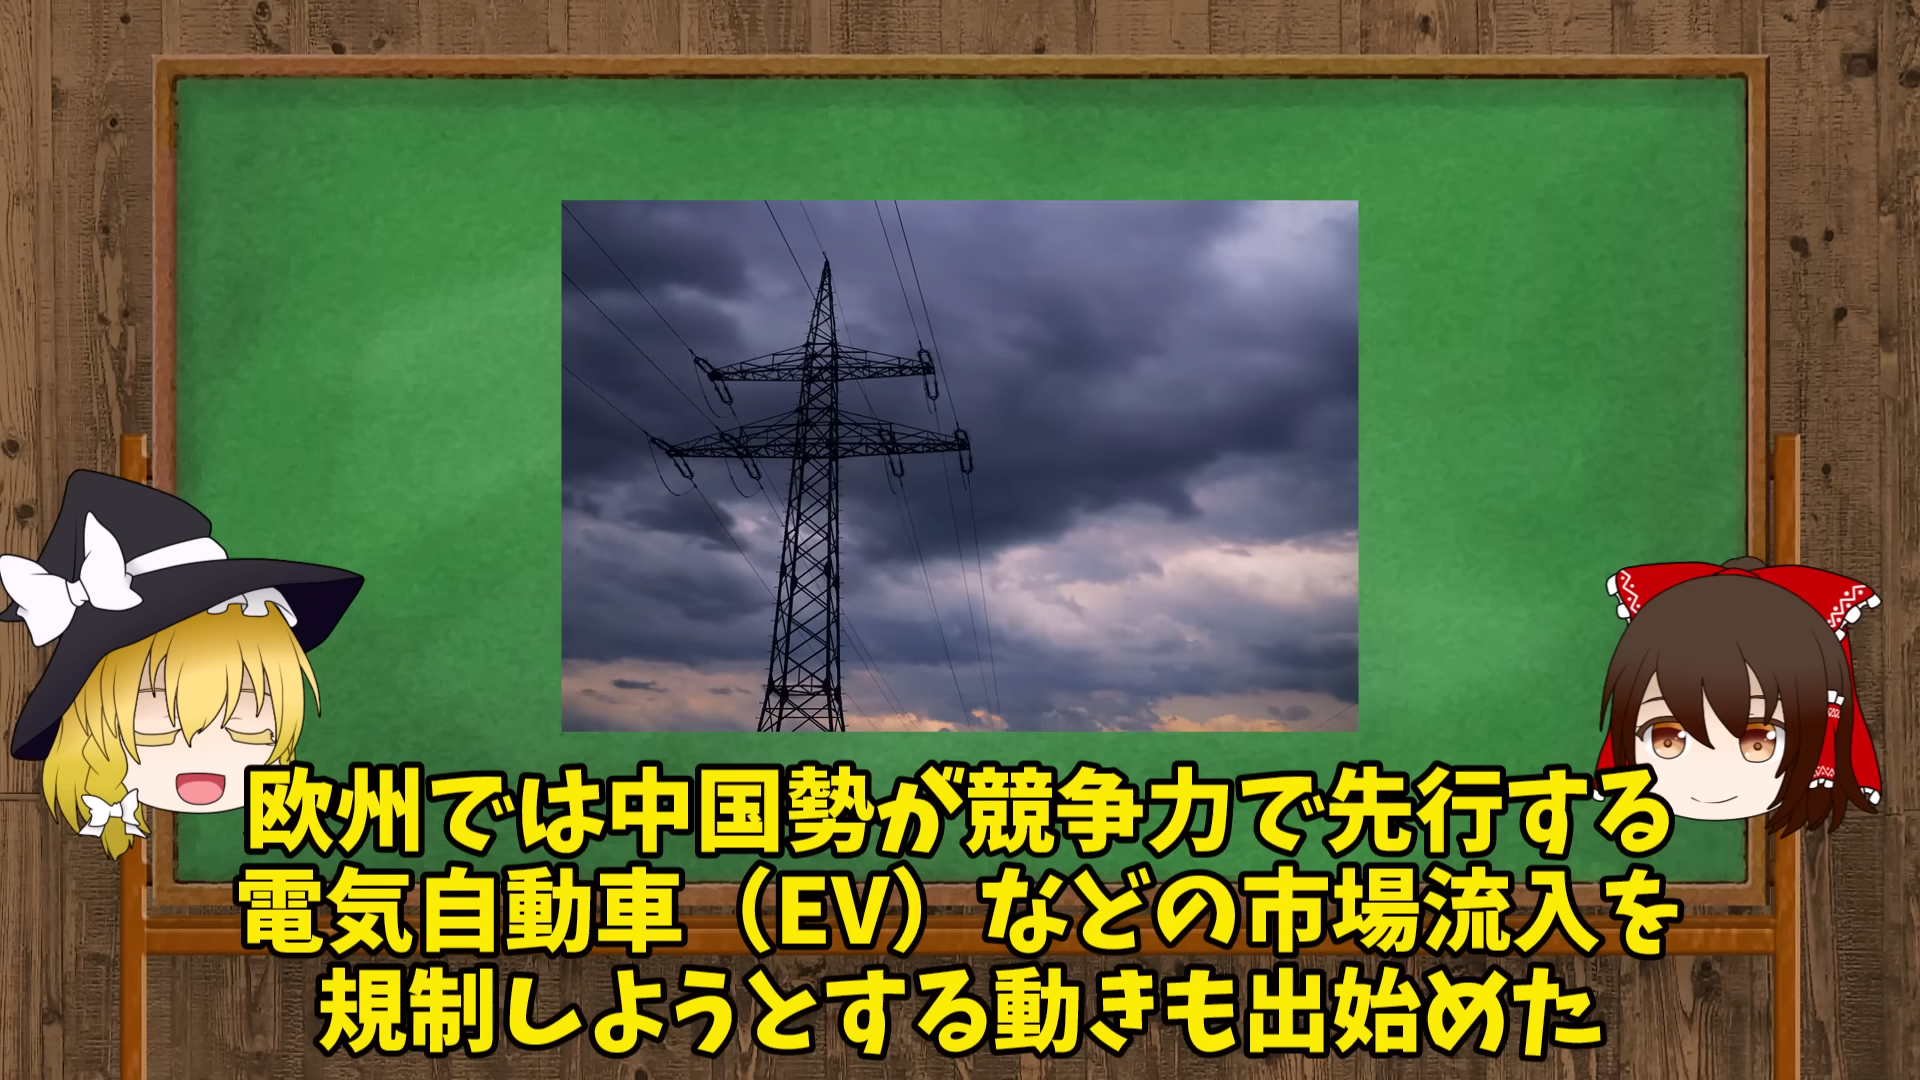 欧州では中国勢が競争力で先行する
電気自動車（EV）などの市場流入を
規制しようとする動きも出始めた